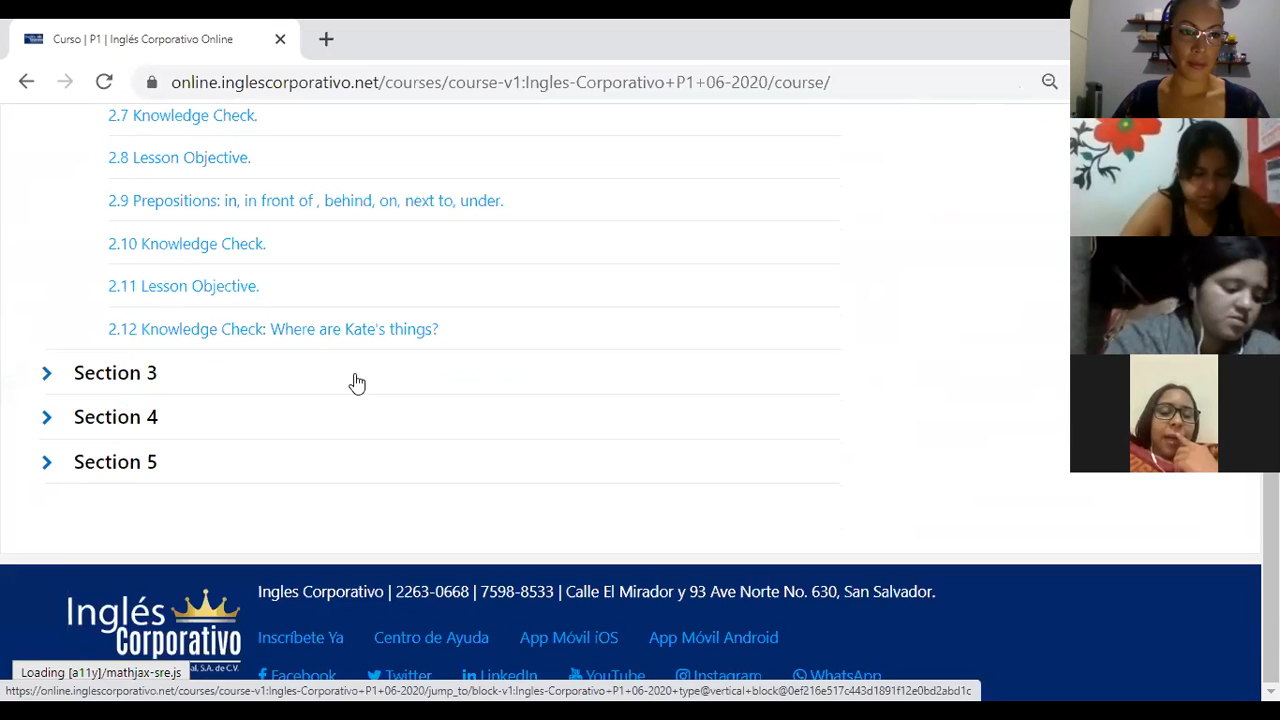 Curso | P1 | Inglés Corporativo Online
online.inglescorporativo.net/courses/course-v1:Ingles-Corporativo+P1+06-2020/course/
2.7 Knowledge Check.
2.8 Lesson Objective.
2.9 Prepositions: in, in front of , behind, on, next to, under.
2.10 Knowledge Check.
2.11 Lesson Objective.
2.12 Knowledge Check: Where are Kate's things?
Section 3
Section 4
Section 5
Inglés
Corporativo
Ingles Corporativo | 2263-0668 | 7598-8533 | Calle El Mirador y 93 Ave Norte No. 630, San Salvador.
Inscríbete Ya Centro de Ayuda App Móvil iOS App Móvil Android
Facebook Twitter LinkedIn YouTube Instagram WhatsApp
Loading [a11y]/mathjax-sre.js
https://online.inglescorporativo.net/courses/course-v1:Ingles-Corporativo+P1+06-2020/jump_to/block-v1:Ingles-Corporativo+P1+06-2020+type@vertical+block@0ef216e517c443d1891f12e0bd2abd1c